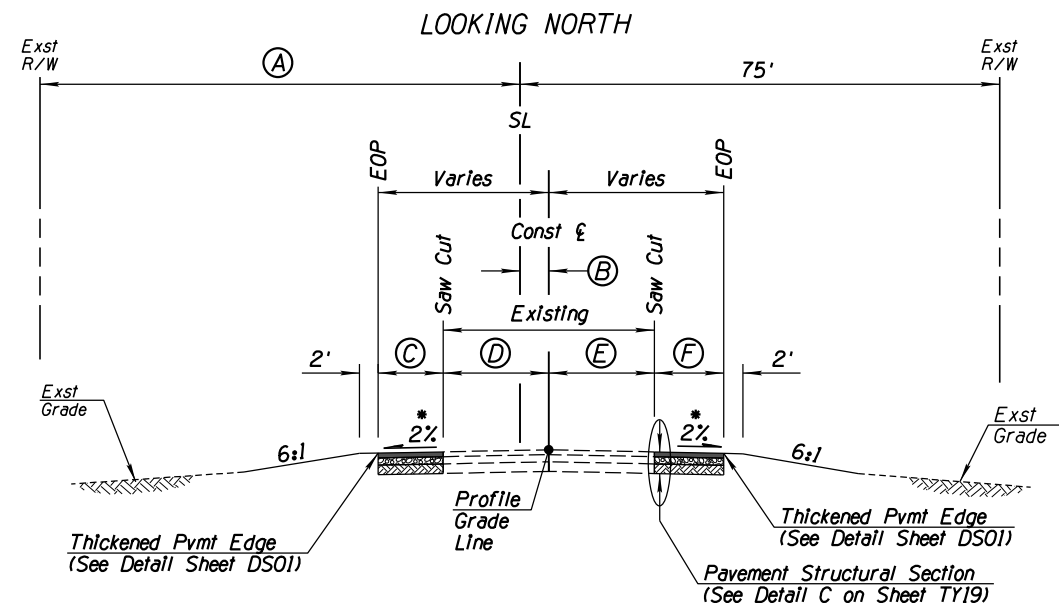 LOOKING NORTH
Exst
R/W
A
75'
Exst
R/W
SL
EOP
Varies
Varies
EOP
Const ℄
Saw Cut
B
Saw Cut
Existing
2'
C
D
E
F
2'
Exst
Grade
*
2%
*
2%
Exst
Grade
6:1
6:1
Profile
Grade
Line
Thickened Pvmt Edge
(See Detail Sheet DS01)
Thickened Pvmt Edge
(See Detail Sheet DS01)
Pavement Structural Section
(See Detail C on Sheet TY19)